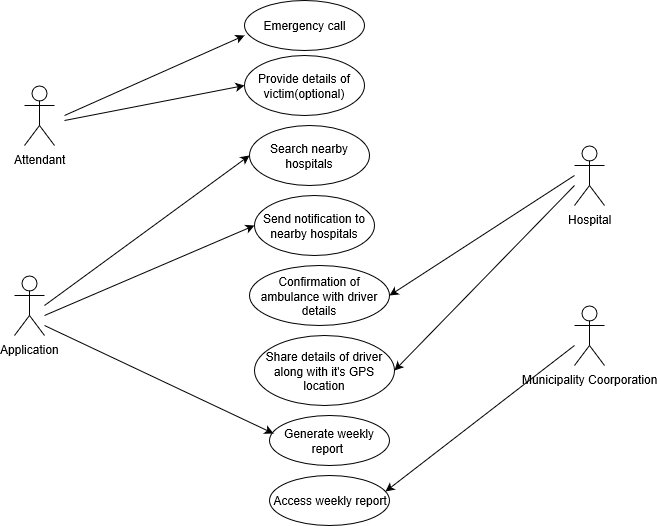 Emergency call
Provide details of
victim(optional)
Attendant
Search nearby
hospitals
Send notification to
nearby hospitals
Hospital
Confirmation of
ambulance with driver
details
Application
Share details of driver
along with it's GPS
location
Municipality Coorporation
Generate weekly
report
Access weekly report